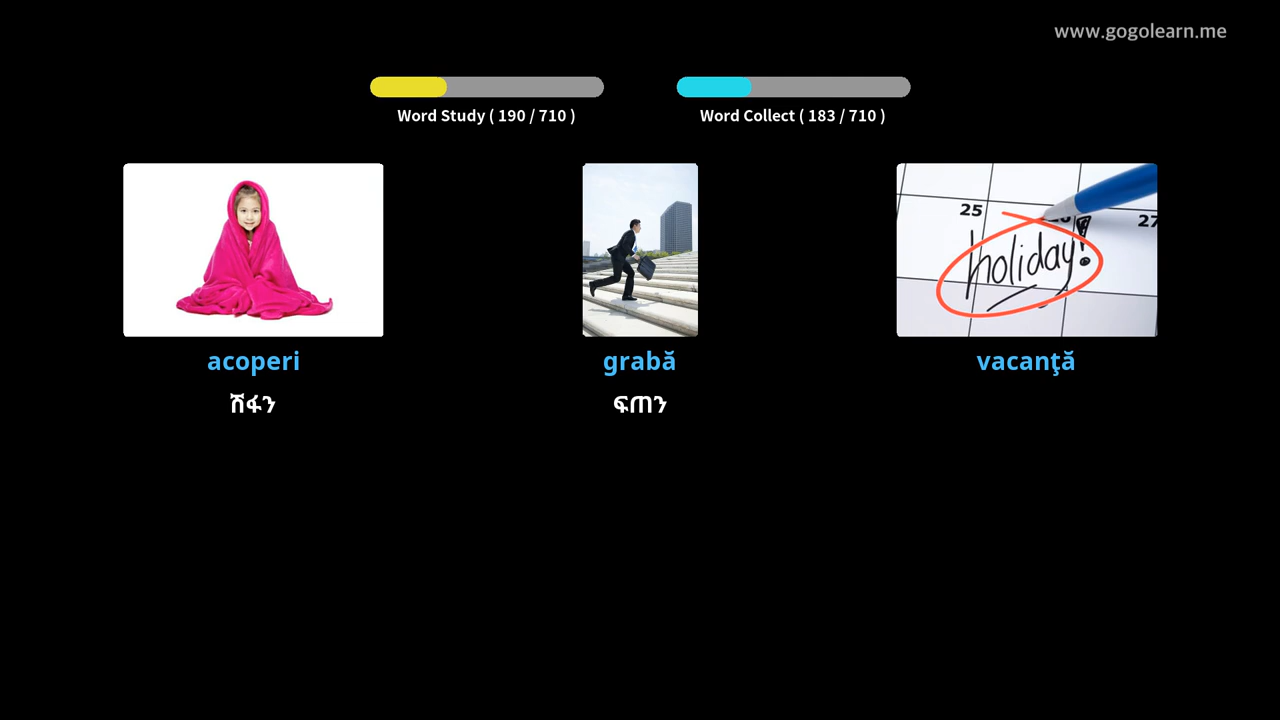 www.gogolearn.me
Word Study ( 190 / 710 )
Word Collect ( 183 / 710 )
25
27
holiday!
acoperi
grabă
vacanţă
ሽፋን
ፍጠን